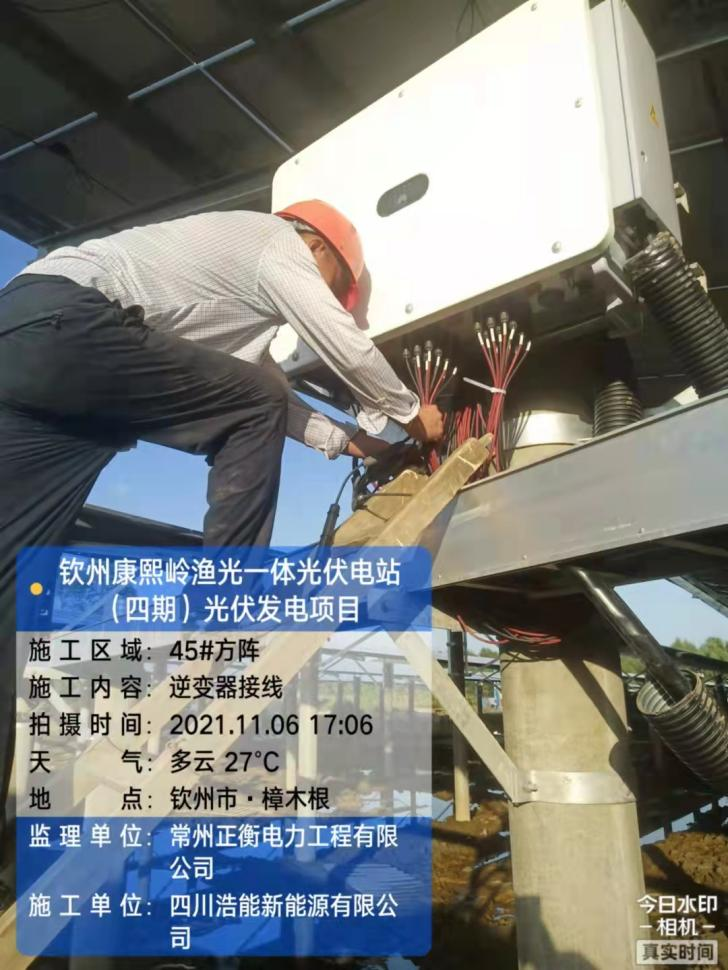 钦州康熙岭渔光一体光伏电站
（四期）光伏发电项目
施工区域：45#方阵
施工内容：逆变器接线
拍摄时间：2021.11.06 17:06
天气：多云 27°C
地点：钦州市·樟木根
监理单位：常州正衡电力工程有限
公司
施工单位：四川浩能新能源有限公
司
今日水印
-相机-
真实时间